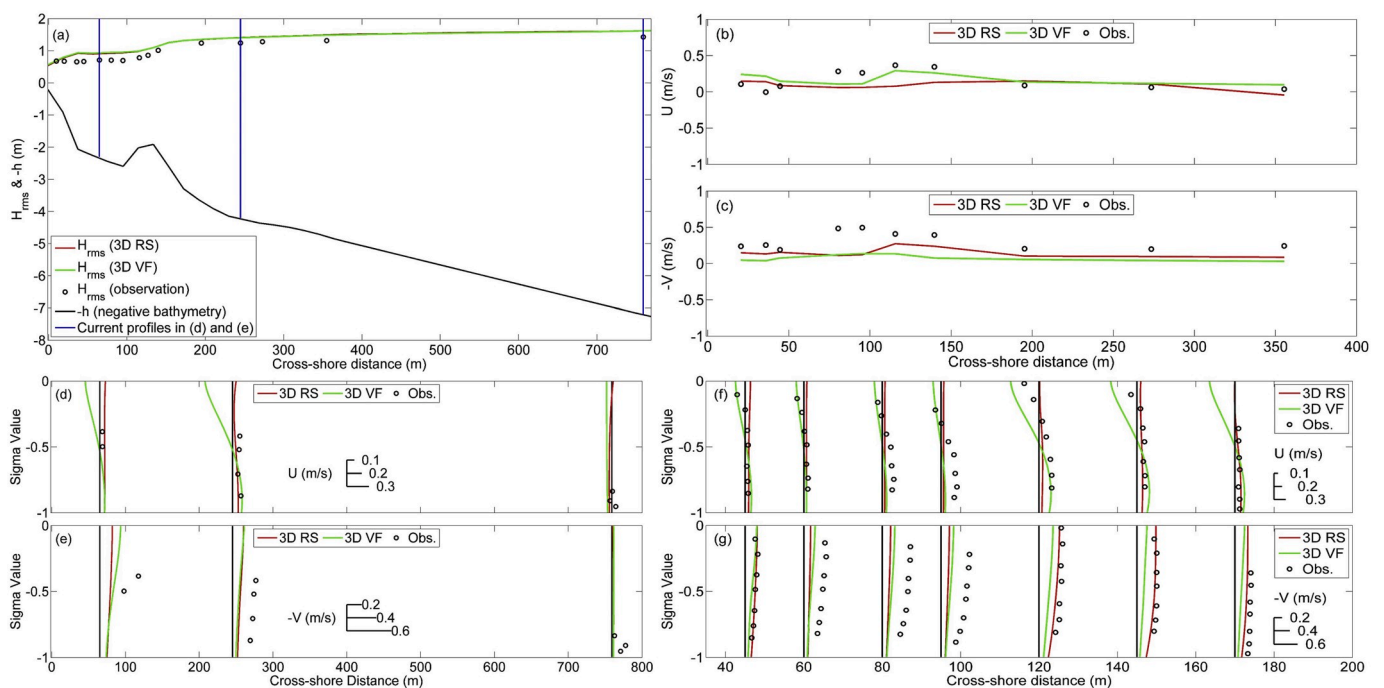 (a)
H_rms & -h (m)
2
1
0
-1
-2
-3
-4
-5
-6
-7
-8
H_rms (3D RS)
H_rms (3D VF)
H_rms (observation)
-h (negative bathymetry)
Current profiles in (d) and (e)
0 100 200 300 400 500 600 700
Cross-shore distance (m)
(b)
3D RS 3D VF Obs.
U (m/s)
1
0.5
0
0.5
1
(c)
3D RS 3D VF Obs.
-V (m/s)
1
0.5
0
0.5
1
0 50 100 150 200 250 300 350 400
Cross-shore distance (m)
(d)
3D RS 3D VF Obs.
Sigma Value
0
-0.5
-1
U (m/s)
0.1
0.2
0.3
(e)
3D RS 3D VF Obs.
Sigma Value
0
-0.5
-1
-V (m/s)
0.2
0.4
0.6
0 100 200 300 400 500 600 700 800
Cross-shore Distance (m)
(f)
3D RS
3D VF
Obs.
Sigma Value
0
-0.5
-1
U (m/s)
0.1
0.2
0.3
(g)
3D RS
3D VF
Obs.
Sigma Value
0
-0.5
-1
-V (m/s)
0.2
0.4
0.6
40 60 80 100 120 140 160 180 200
Cross-shore Distance (m)